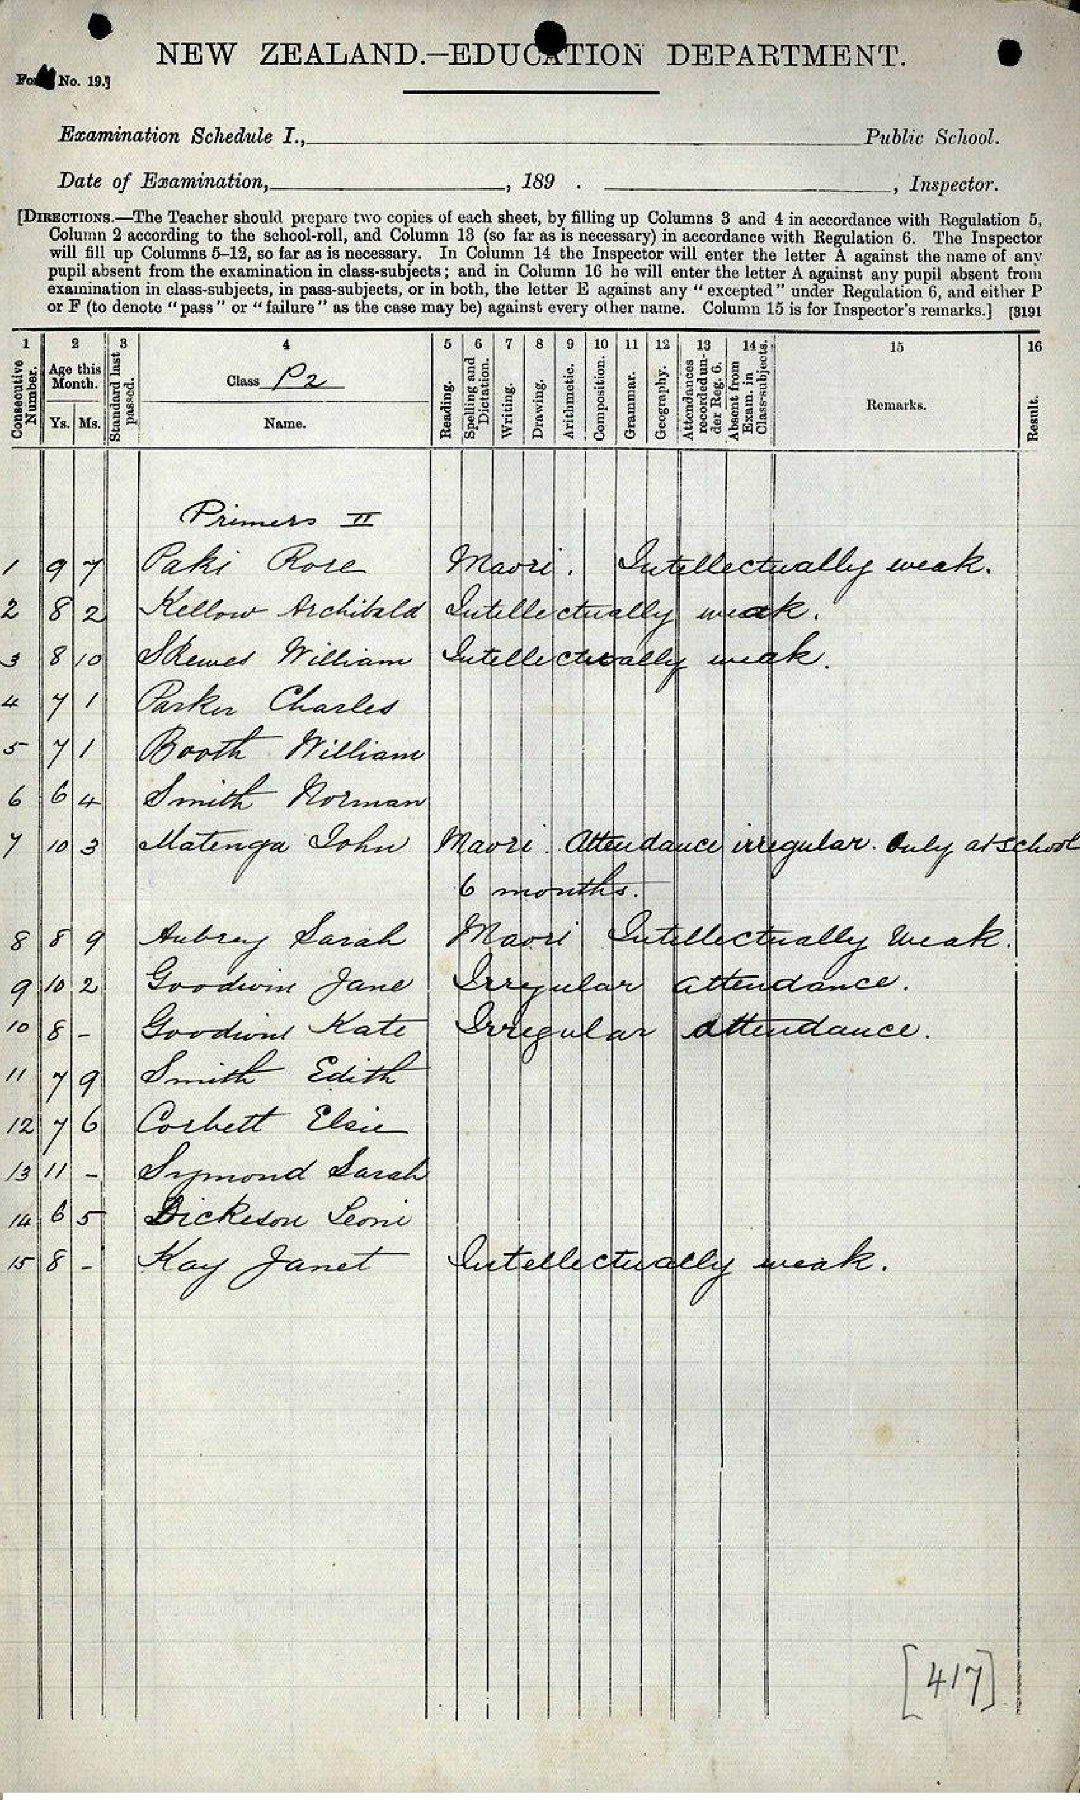 NEW ZEALAND.—EDUCATION DEPARTMENT.
No. 19.]
Examination Schedule I., Public School.
Date of Examination, , 189 . , Inspector.
[DIRECTIONS.—The Teacher should prepare two copies of each sheet, by filling up Columns 3 and 4 in accordance with Regulation 5,
Column 2 according to the school-roll, and Column 13 (so far as is necessary) in accordance with Regulation 6. The Inspector
will fill up Columns 5–12, so far as is necessary. In Column 14 the Inspector will enter the letter A against the name of any
pupil absent from the examination in class-subjects; and in Column 16 he will enter the letter A against any pupil absent from
examination in class-subjects, in pass-subjects, or in both, the letter E against any "excepted" under Regulation 6, and either P
or F (to denote "pass" or "failure" as the case may be) against every other name. Column 15 is for Inspector's remarks.] [3191
1 2 3 4 5 6 7 8 9 10 11 12 13 14 15 16
Consecutive Number. Age this Month. Ys. Ms. Standard last passed. Class P2 Name. Reading. Spelling and Dictation. Writing. Drawing. Arithmetic. Composition. Grammar. Geography. Attendances recorded under Reg. 6. Absent from Exam. in Class-subjects. Remarks. Result.
Primers II
1 9 7 Paki Rose Maori. Intellectually weak.
2 8 2 Kellow Archibald Intellectually weak.
3 8 10 Skewes William Intellectually weak.
4 7 1 Parker Charles
5 7 1 Booth William
6 6 4 Smith Norman
7 10 3 Matenga John Maori. Attendance irregular. Only at school
6 months.
8 8 9 Aubrey Sarah Maori Intellectually Weak.
9 10 2 Goodwin Jane Irregular attendance.
10 8 - Goodwin Kate Irregular attendance.
11 7 9 Smith Edith
12 7 6 Corbett Elsie
13 11 - Symond Sarah
14 6 5 Dickeson Leoni
15 8 - Kay Janet Intellectually weak.
[417]